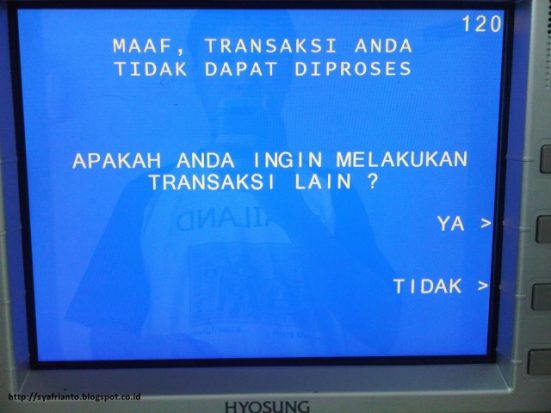 120
MAAF, TRANSAKSI ANDA
TIDAK DAPAT DIPROSES
APAKAH ANDA INGIN MELAKUKAN
TRANSAKSI LAIN ?
YA >
TIDAK >
http://syafrianto.blogspot.co.id
HYOSUNG